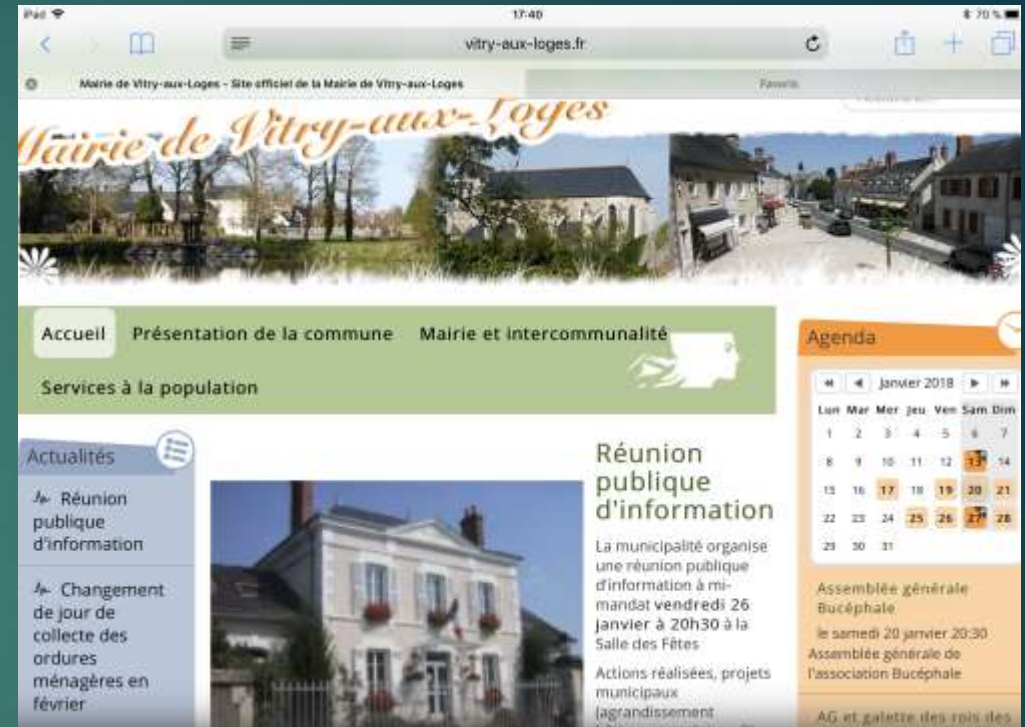 iPad
17:40
70 %
vitry-aux-loges.fr
Mairie de Vitry-aux-Loges - Site officiel de la Mairie de Vitry-aux-Loges
Favoris
Mairie de Vitry-aux-Loges
Accueil
Présentation de la commune
Mairie et intercommunalité
Services à la population
Actualités
Réunion
publique
d'information
Changement
de jour de
collecte des
ordures
ménagères en
février
Réunion
publique
d'information
La municipalité organise
une réunion publique
d'information à mi-
mandat vendredi 26
janvier à 20h30 à la
Salle des Fêtes
Actions réalisées, projets
municipaux
(agrandissement
Agenda
Janvier 2018
Lun Mar Mer Jeu Ven Sam Dim
1 2 3 4 5 6 7
8 9 10 11 12 13 14
15 16 17 18 19 20 21
22 23 24 25 26 27 28
29 30 31
Assemblée générale
Bucéphale
le samedi 20 janvier 20:30
Assemblée générale de
l'association Bucéphale
AG et galette des rois des